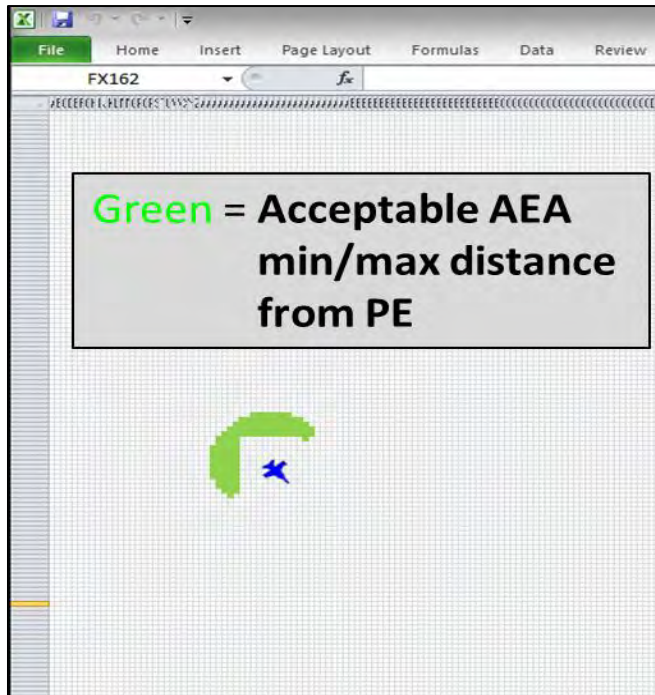 File Home Insert Page Layout Formulas Data Review
FX162 fx
Green = Acceptable AEA
min/max distance
from PE